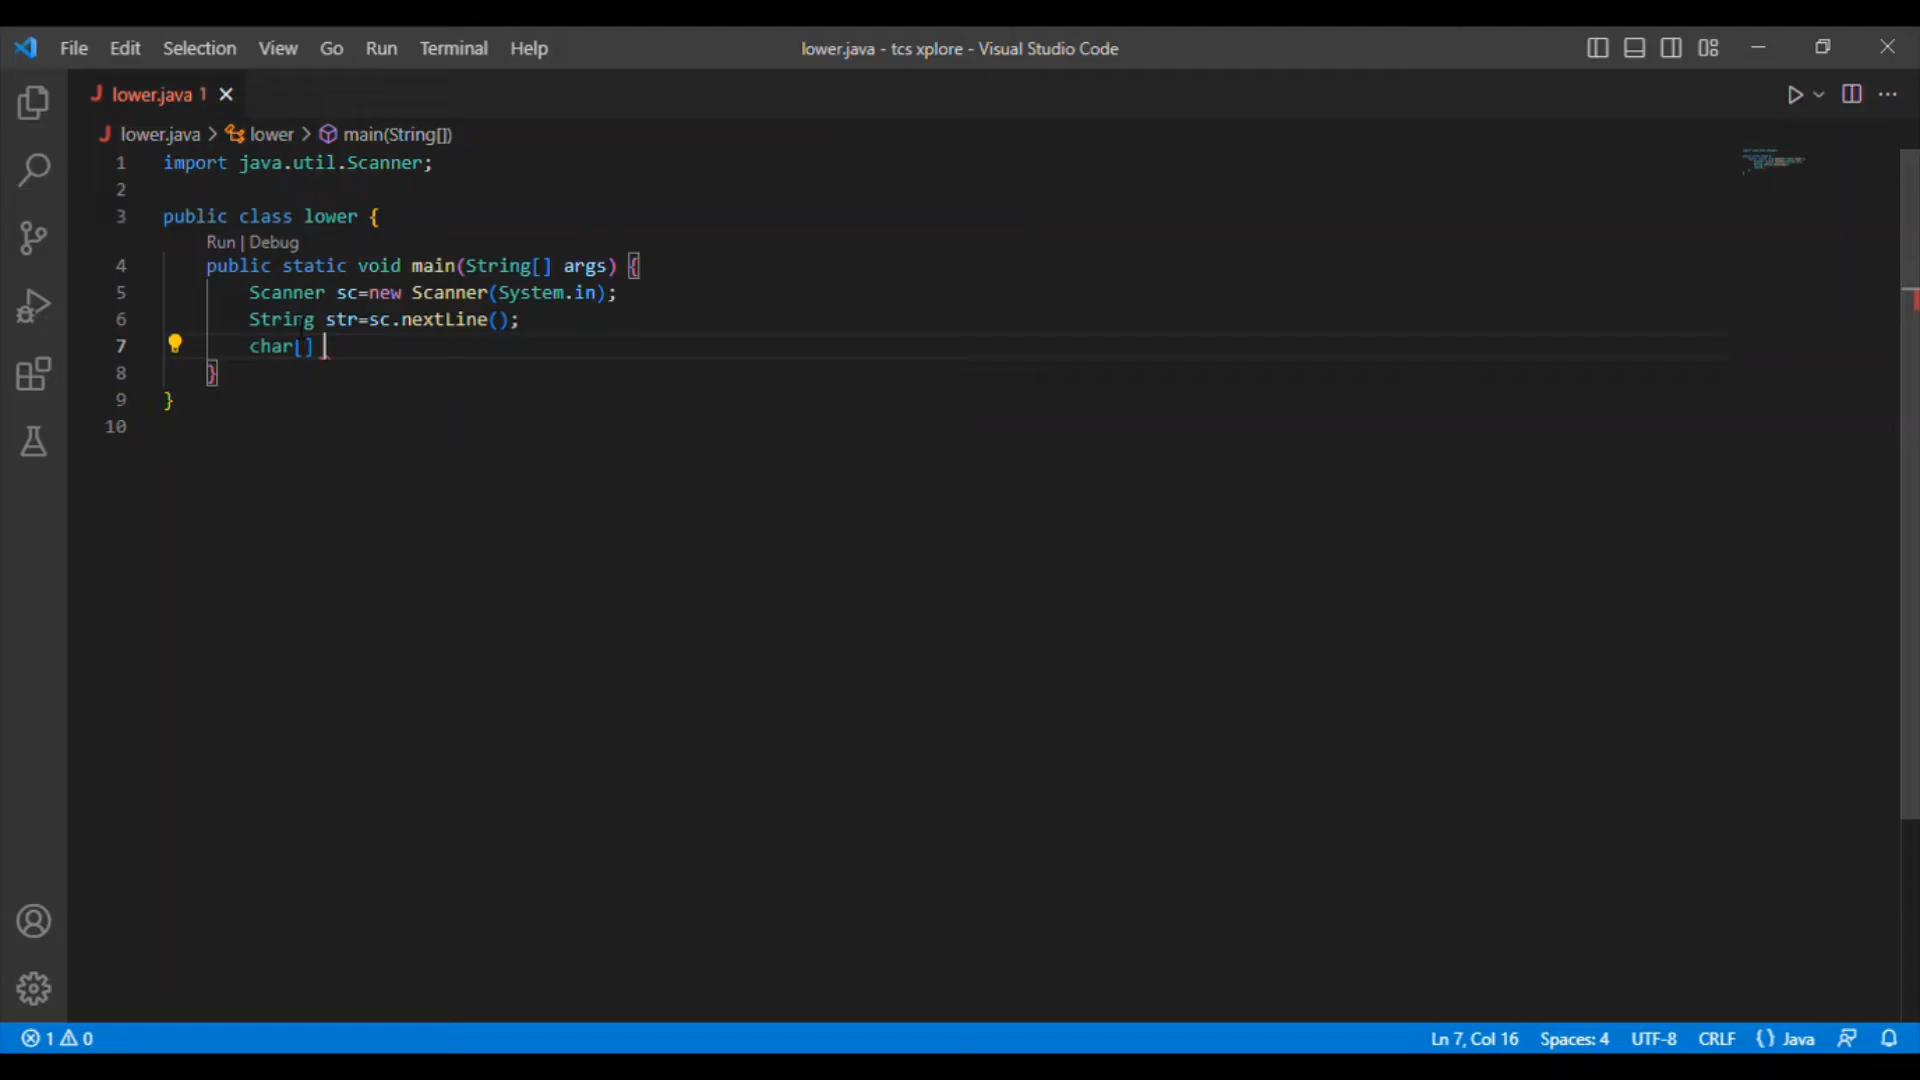 File Edit Selection View Go Run Terminal Help lower.java - tcs xplore - Visual Studio Code
J lower.java 1
J lower.java > lower > main(String[])
1 import java.util.Scanner;
2
3 public class lower {
Run | Debug
4 public static void main(String[] args) {
5 Scanner sc=new Scanner(System.in);
6 String str=sc.nextLine();
7 char[]
8 }
9 }
10
1 0 Ln 7, Col 16 Spaces: 4 UTF-8 CRLF {} Java